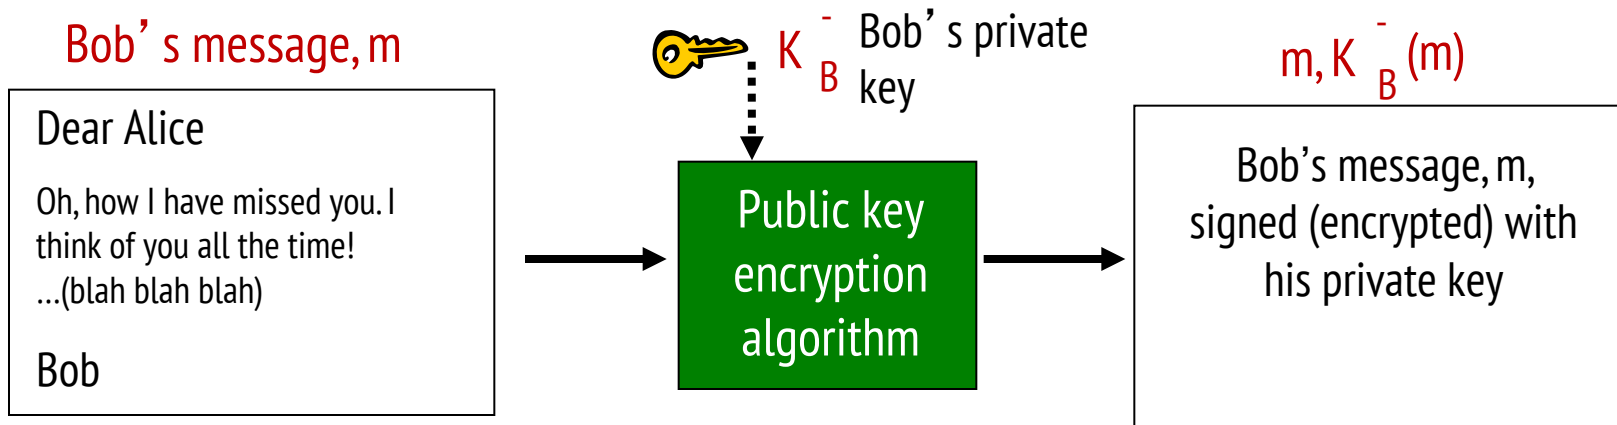 Bob’ s message, m
Dear Alice
Oh, how I have missed you. I
think of you all the time!
…(blah blah blah)
Bob
K
-
B
Bob’ s private
key
Public key
encryption
algorithm
m, K
-
B
(m)
Bob’s message, m,
signed (encrypted) with
his private key